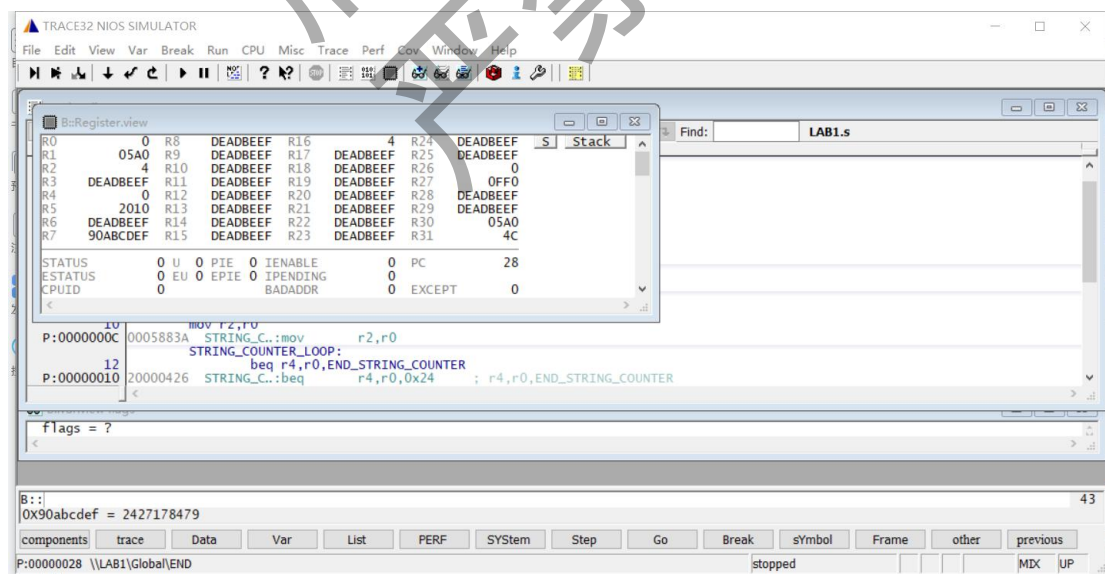 TRACE32 NIOS SIMULATOR
File Edit View Var Break Run CPU Misc Trace Perf Cov Window Help
Find: LAB1.s
B::Register.view
R0 0 R8 DEADBEEF R16 4 R24 DEADBEEF S Stack
R1 05A0 R9 DEADBEEF R17 DEADBEEF R25 DEADBEEF
R2 4 R10 DEADBEEF R18 DEADBEEF R26 0
R3 DEADBEEF R11 DEADBEEF R19 DEADBEEF R27 0FF0
R4 0 R12 DEADBEEF R20 DEADBEEF R28 DEADBEEF
R5 2010 R13 DEADBEEF R21 DEADBEEF R29 DEADBEEF
R6 DEADBEEF R14 DEADBEEF R22 DEADBEEF R30 05A0
R7 90ABCDEF R15 DEADBEEF R23 DEADBEEF R31 4C
STATUS 0 U 0 PIE 0 IENABLE 0 PC 28
ESTATUS 0 EU 0 EPIE 0 IPENDING 0
CPUID 0 BADADDR 0 EXCEPT 0
10 mov r2,r0
P:0000000C 0005883A STRING_C..:mov r2,r0
STRING_COUNTER_LOOP:
12 beq r4,r0,END_STRING_COUNTER
P:00000010 20000426 STRING_C..:beq r4,r0,0x24 ; r4,r0,END_STRING_COUNTER
flags = ?
B:: 43
0X90abcdef = 2427178479
components trace Data Var List PERF SYStem Step Go Break sYmbol Frame other previous
P:00000028 \\LAB1\Global\END stopped MIX UP